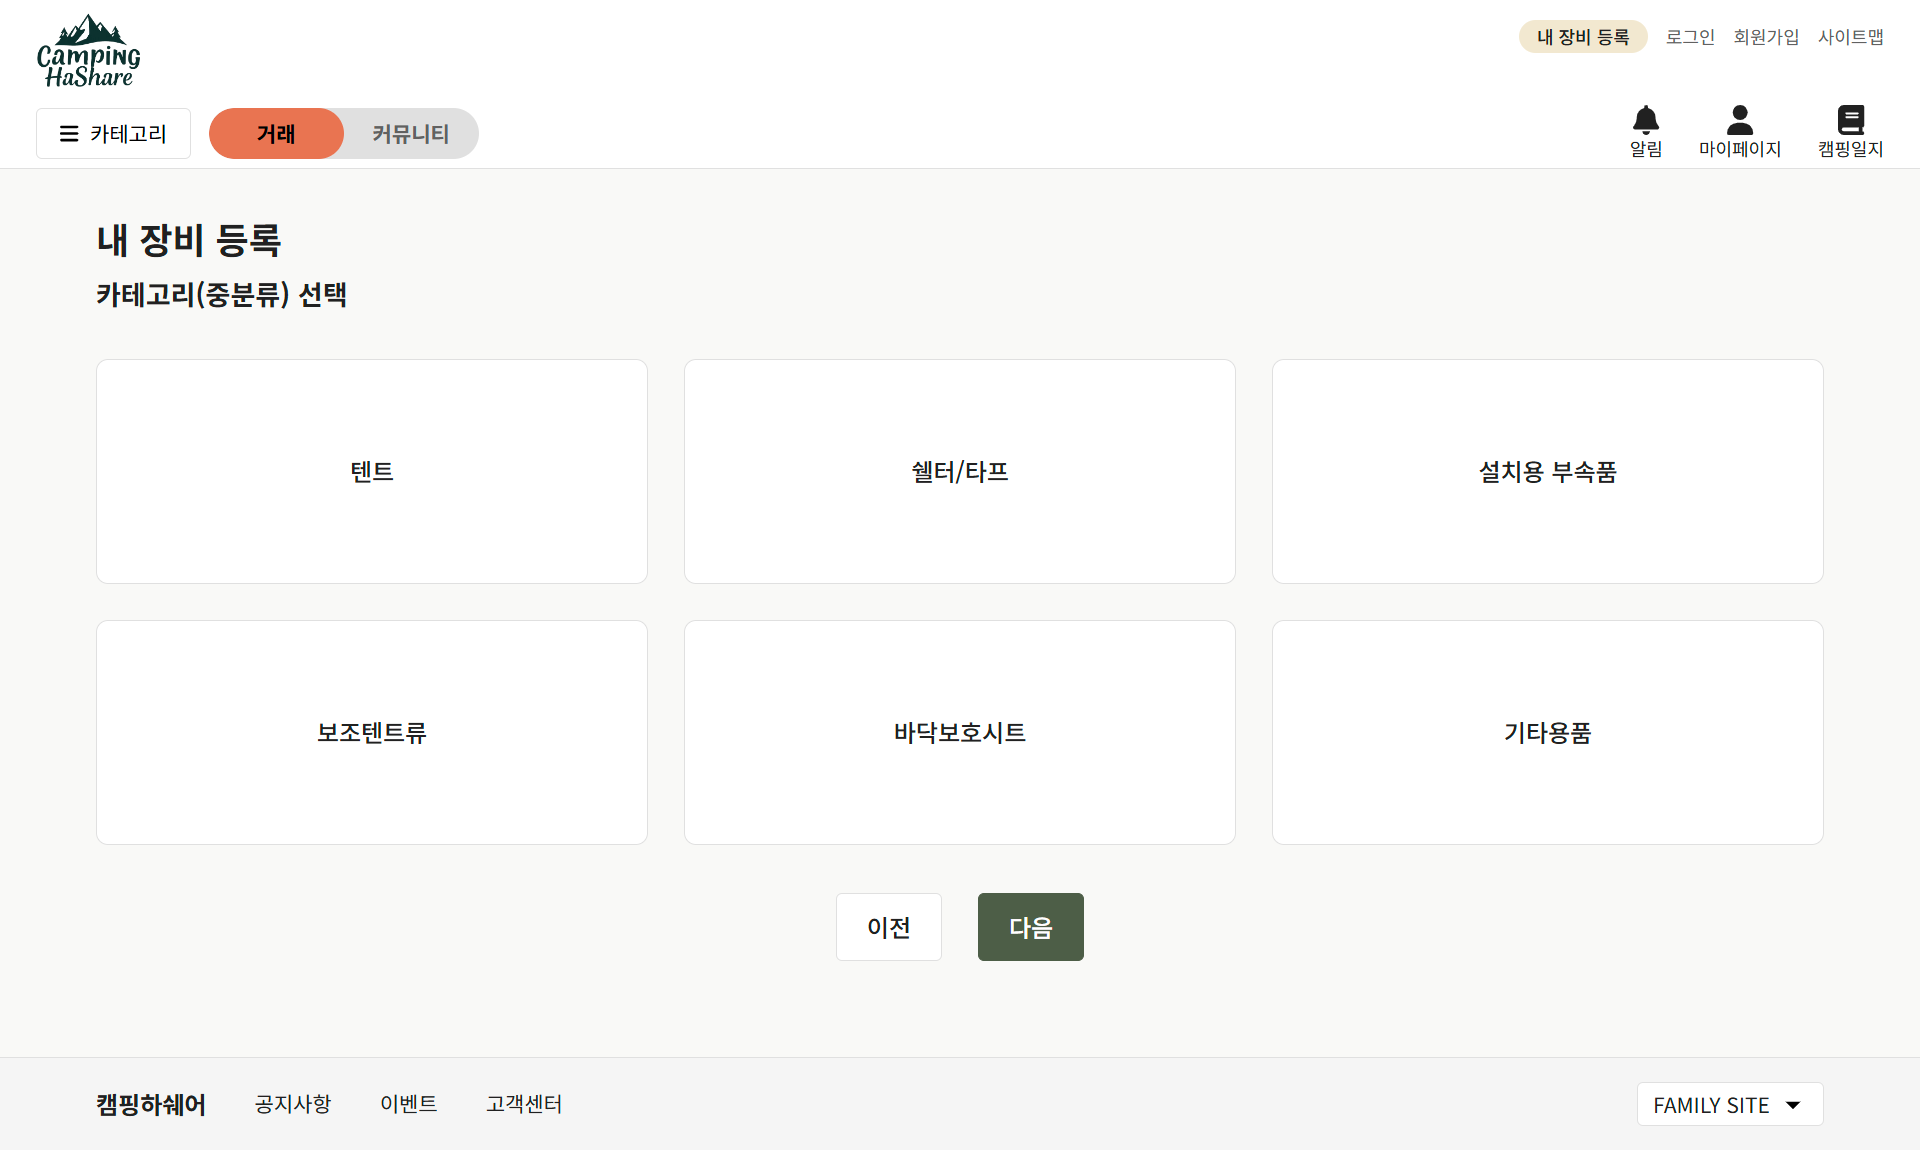 Camping
HaShare
내 장비 등록 로그인 회원가입 사이트맵
카테고리 거래 커뮤니티
알림 마이페이지 캠핑일지
내 장비 등록
카테고리(중분류) 선택
텐트 쉘터/타프 설치용 부속품
보조텐트류 바닥보호시트 기타용품
이전 다음
캠핑하쉐어 공지사항 이벤트 고객센터 FAMILY SITE